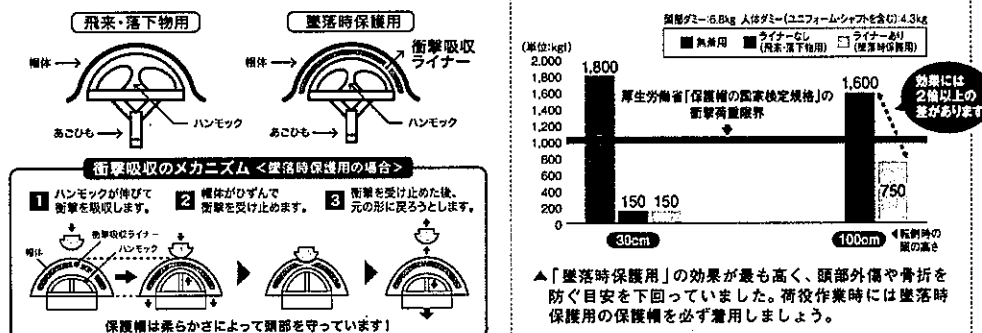 飛来・落下物用
墜落時保護用
帽体
ハンモック
あごひも
帽体
衝撃吸収
ライナー
ハンモック
あごひも
衝撃吸収のメカニズム <墜落時保護用の場合>
1 ハンモックが伸びて
衝撃を吸収します。
2 帽体がひずんで
衝撃を受け止めます。
3 衝撃を受け止めた後、
元の形に戻ろうとします。
帽体
衝撃吸収ライナー
ハンモック
保護帽は柔らかさによって頭部を守っています!
頭部ダミー:6.8kg 人体ダミー(ユニフォーム・シャフトを含む):4.3kg
無着用
ライナーなし
(飛来・落下物用)
ライナーあり
(墜落時保護用)
(単位:kgf)
2.000
1,800
1,600
1,400
1,200
1,000
800
600
400
200
0
1,800
150
150
1,600
750
厚生労働省「保護帽の国家検定規格」の
衝撃荷重限界
効果には
2倍以上の
差があります
30cm
100cm
◀転倒時の
頭の高さ
▲「墜落時保護用」の効果が最も高く、頭部外傷や骨折を
防ぐ目安を下回っていました。荷役作業時には墜落時
保護用の保護帽を必ず着用しましょう。